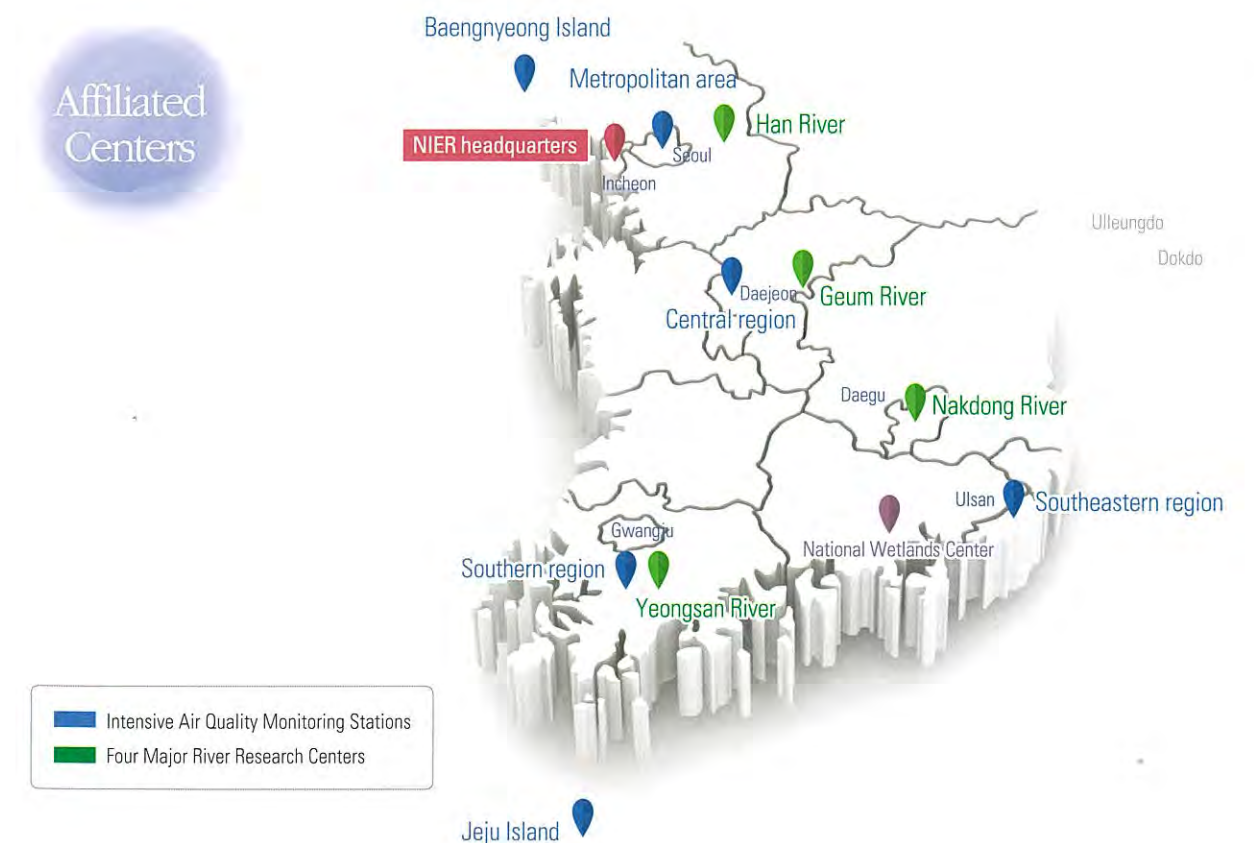 Affiliated
Centers
Baengnyeong Island
Metropolitan area
Han River
NIER headquarters
Seoul
Incheon
Ulleungdo
Dokdo
Daejeon
Geum River
Central region
Daegu
Nakdong River
Ulsan
Southeastern region
Gwangju
National Wetlands Center
Southern region
Yeongsan River
Intensive Air Quality Monitoring Stations
Four Major River Research Centers
Jeju Island